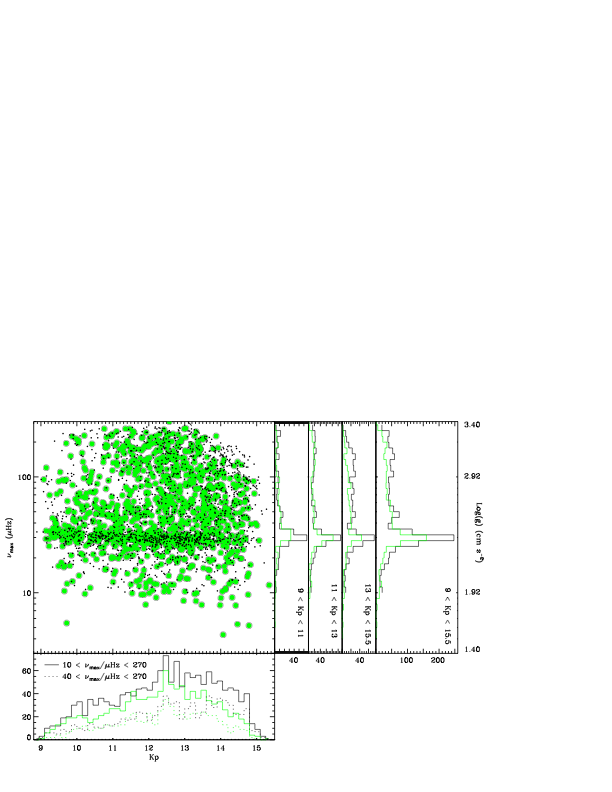 3.40
100
2.92
ν_max (μHz)
Log(g) (cm s⁻²)
10
1.92
9 < Kp < 11
11 < Kp < 13
13 < Kp < 15.5
9 < Kp < 15.5
1.40
40 40 40 100 200
10 < ν_max/μHz < 270
40 < ν_max/μHz < 270
60
40
20
0
9 10 11 12 13 14 15
Kp